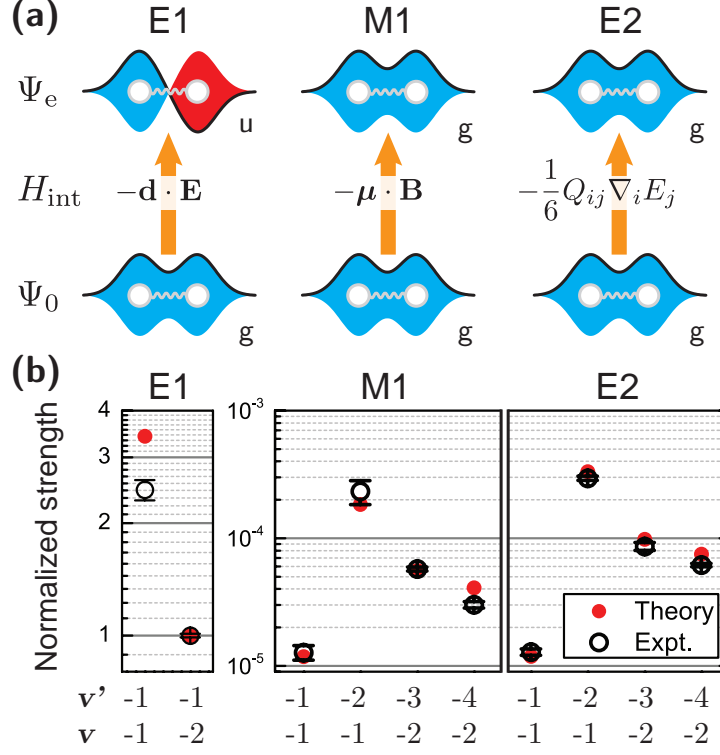 (a) E1 M1 E2
Ψe
u g g
Hint −d · E −μ · B −1/6 Qij ∇i Ej
Ψ0
g g g
(b) E1 M1 E2
Normalized strength
4
3
2
1
10⁻³
10⁻⁴
10⁻⁵
Theory
Expt.
v' -1 -1 -1 -2 -3 -4 -1 -2 -3 -4
v -1 -2 -1 -1 -2 -2 -1 -1 -2 -2